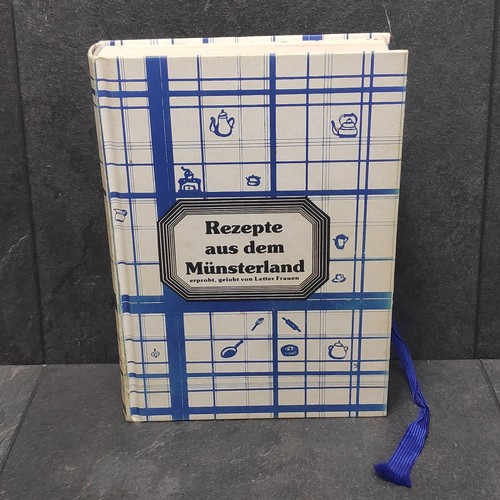 Rezepte
aus dem
Münsterland
erprobt, gelobt von Letter Frauen